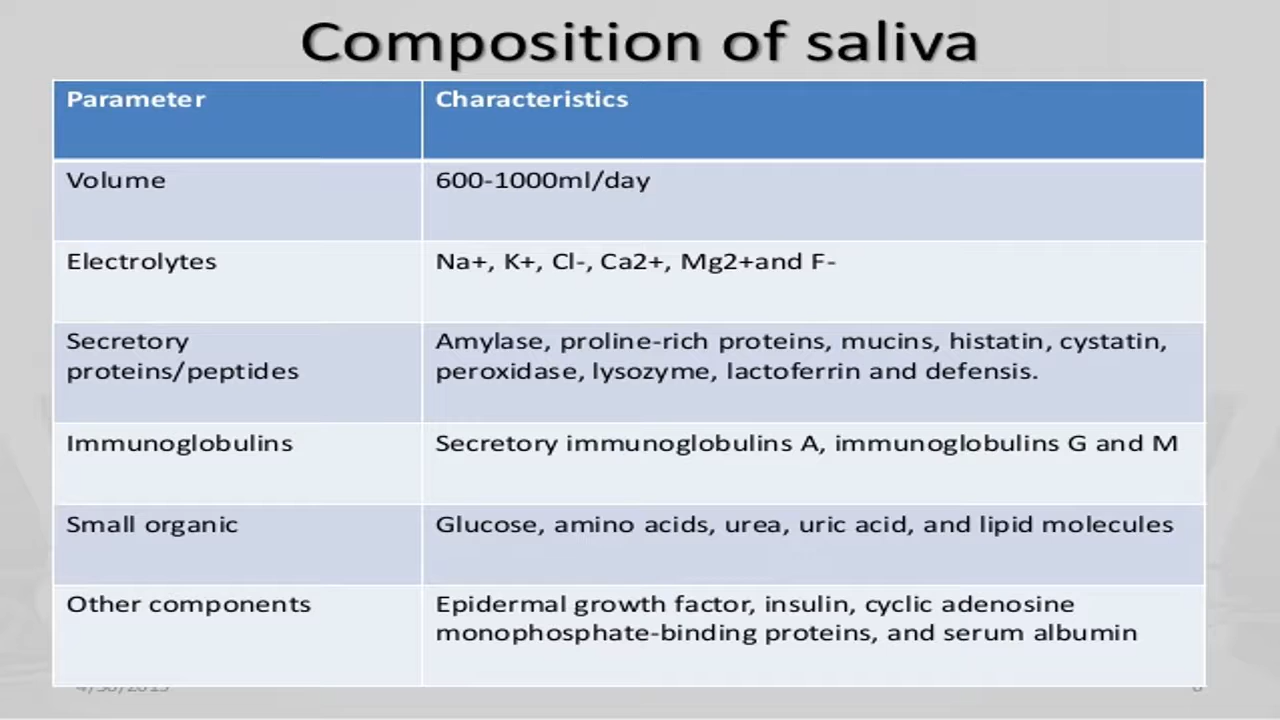 Composition of saliva
Parameter
Characteristics
Volume
600-1000ml/day
Electrolytes
Na+, K+, Cl-, Ca2+, Mg2+and F-
Secretory
proteins/peptides
Amylase, proline-rich proteins, mucins, histatin, cystatin,
peroxidase, lysozyme, lactoferrin and defensis.
Immunoglobulins
Secretory immunoglobulins A, immunoglobulins G and M
Small organic
Glucose, amino acids, urea, uric acid, and lipid molecules
Other components
Epidermal growth factor, insulin, cyclic adenosine
monophosphate-binding proteins, and serum albumin